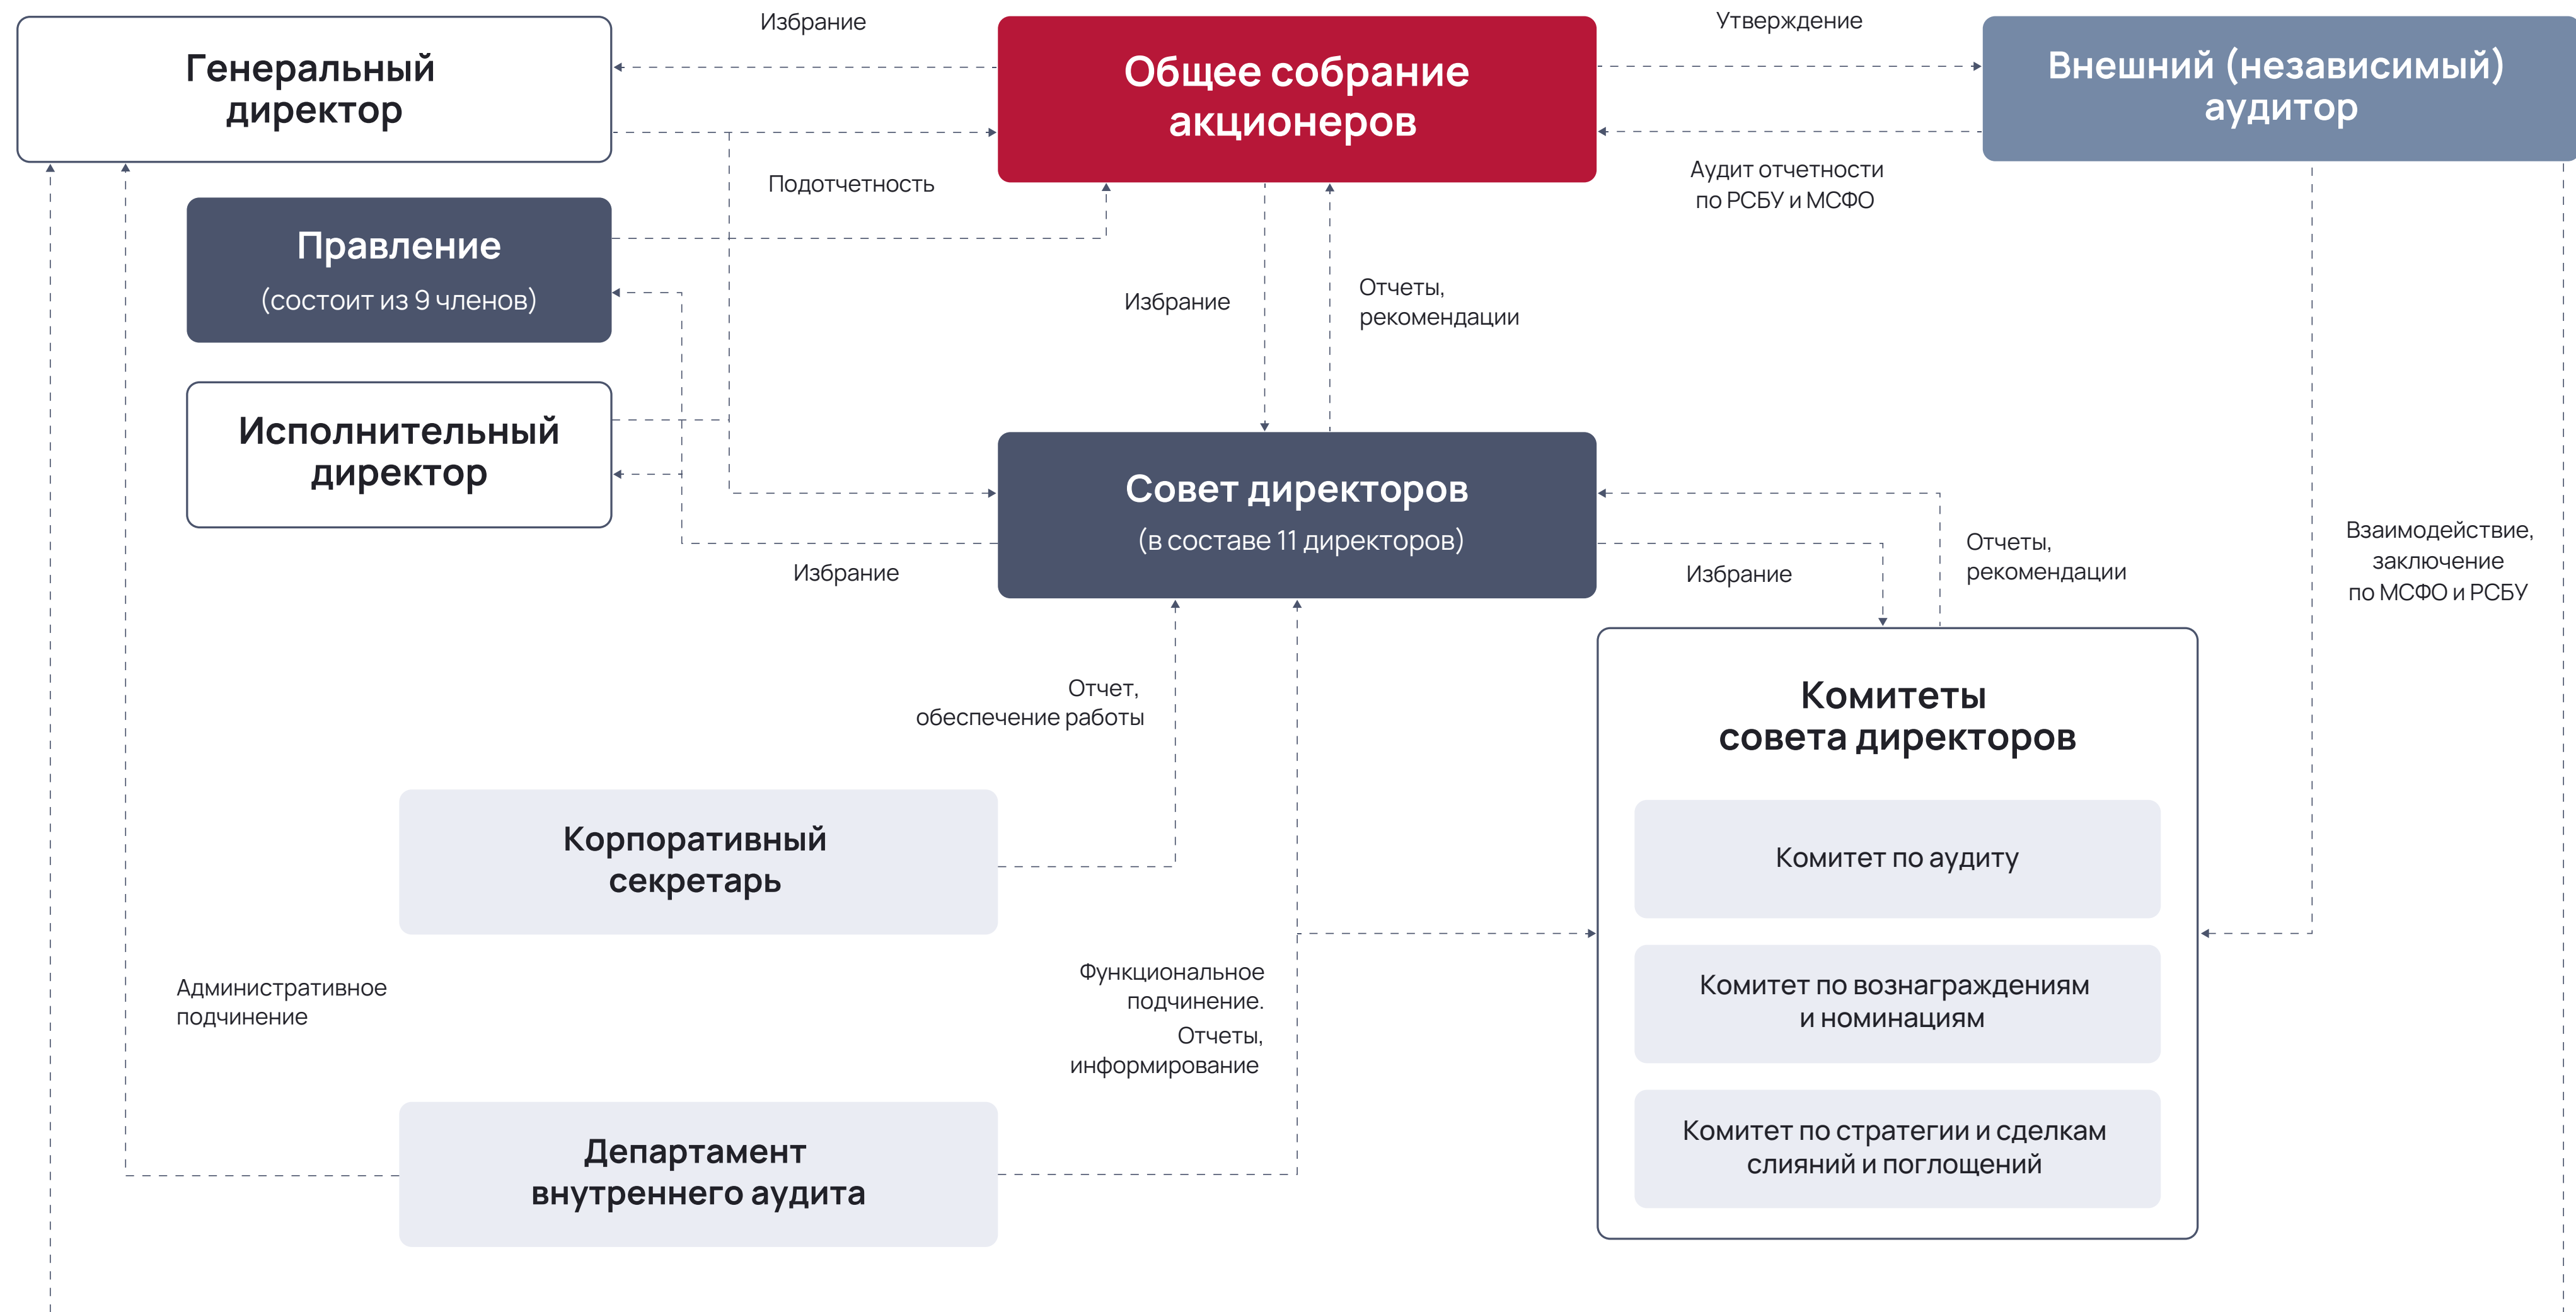 Избрание
Утверждение
Генеральный
директор
Общее собрание
акционеров
Внешний (независимый)
аудитор
Подотчетность
Аудит отчетности
по РСБУ и МСФО
Правление
(состоит из 9 членов)
Избрание
Отчеты,
рекомендации
Исполнительный
директор
Совет директоров
(в составе 11 директоров)
Избрание
Избрание
Отчеты,
рекомендации
Взаимодействие,
заключение
по МСФО и РСБУ
Отчет,
обеспечение работы
Комитеты
совета директоров
Корпоративный
секретарь
Комитет по аудиту
Административное
подчинение
Функциональное
подчинение.
Отчеты,
информирование
Комитет по вознаграждениям
и номинациям
Департамент
внутреннего аудита
Комитет по стратегии и сделкам
слияний и поглощений